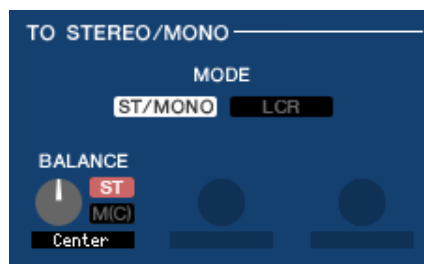 TO STEREO/MONO
MODE
ST/MONO LCR
BALANCE
ST
M(C)
Center